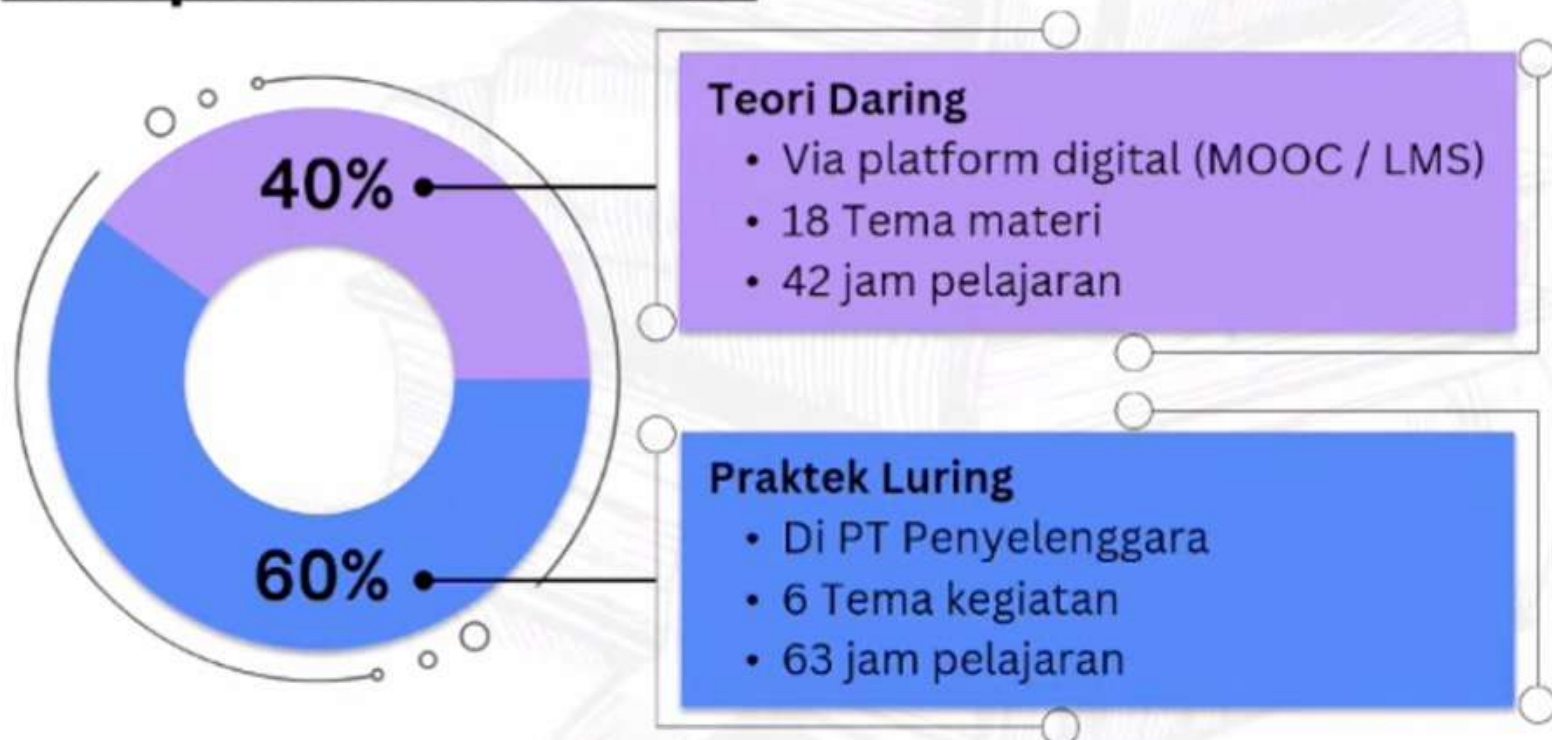 40%
Teori Daring
• Via platform digital (MOOC / LMS)
• 18 Tema materi
• 42 jam pelajaran
60%
Praktek Luring
• Di PT Penyelenggara
• 6 Tema kegiatan
• 63 jam pelajaran